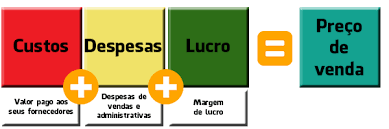 Custos
Despesas
Lucro
Preço
de
venda
Valor pago aos
seus fornecedores
Despesas de
vendas e
administrativas
Margem
de lucro